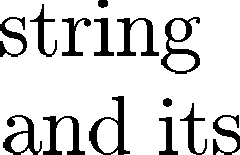 string
and its